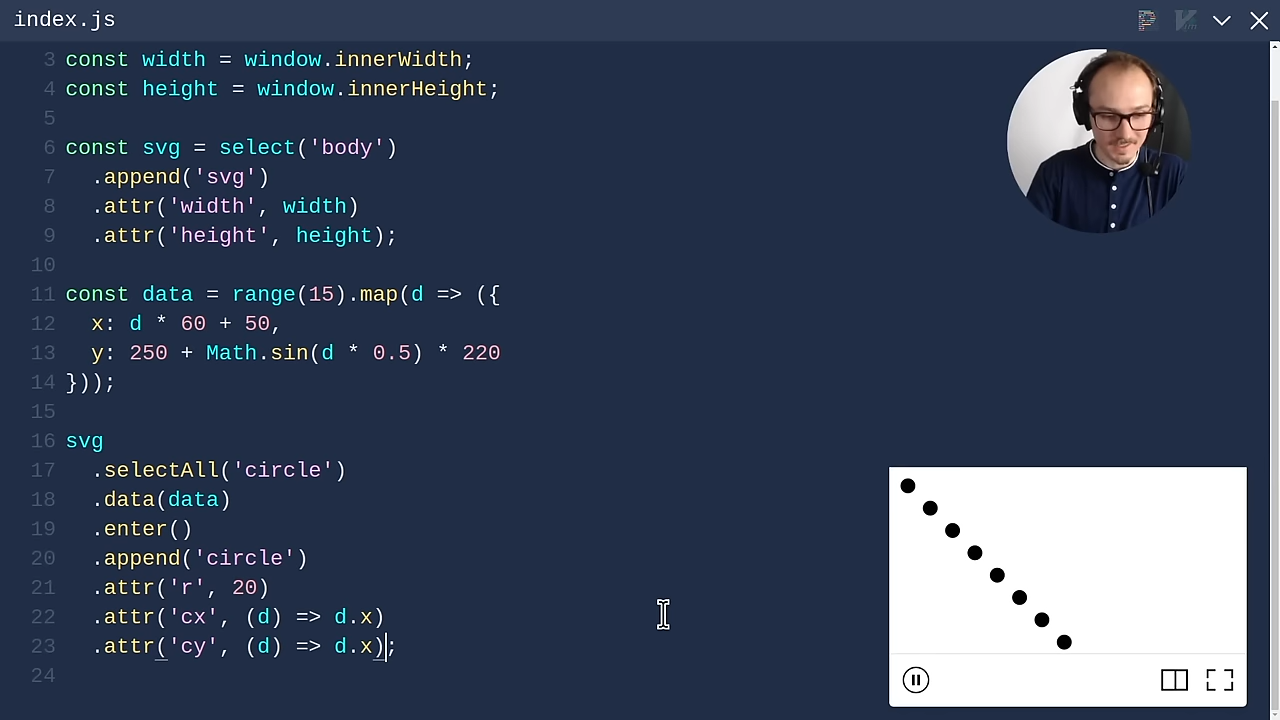 index.js
3 const width = window.innerWidth;
4 const height = window.innerHeight;
5
6 const svg = select('body')
7   .append('svg')
8   .attr('width', width)
9   .attr('height', height);
10
11 const data = range(15).map(d => ({
12   x: d * 60 + 50,
13   y: 250 + Math.sin(d * 0.5) * 220
14 }));
15
16 svg
17   .selectAll('circle')
18   .data(data)
19   .enter()
20   .append('circle')
21   .attr('r', 20)
22   .attr('cx', (d) => d.x)
23   .attr('cy', (d) => d.x);
24